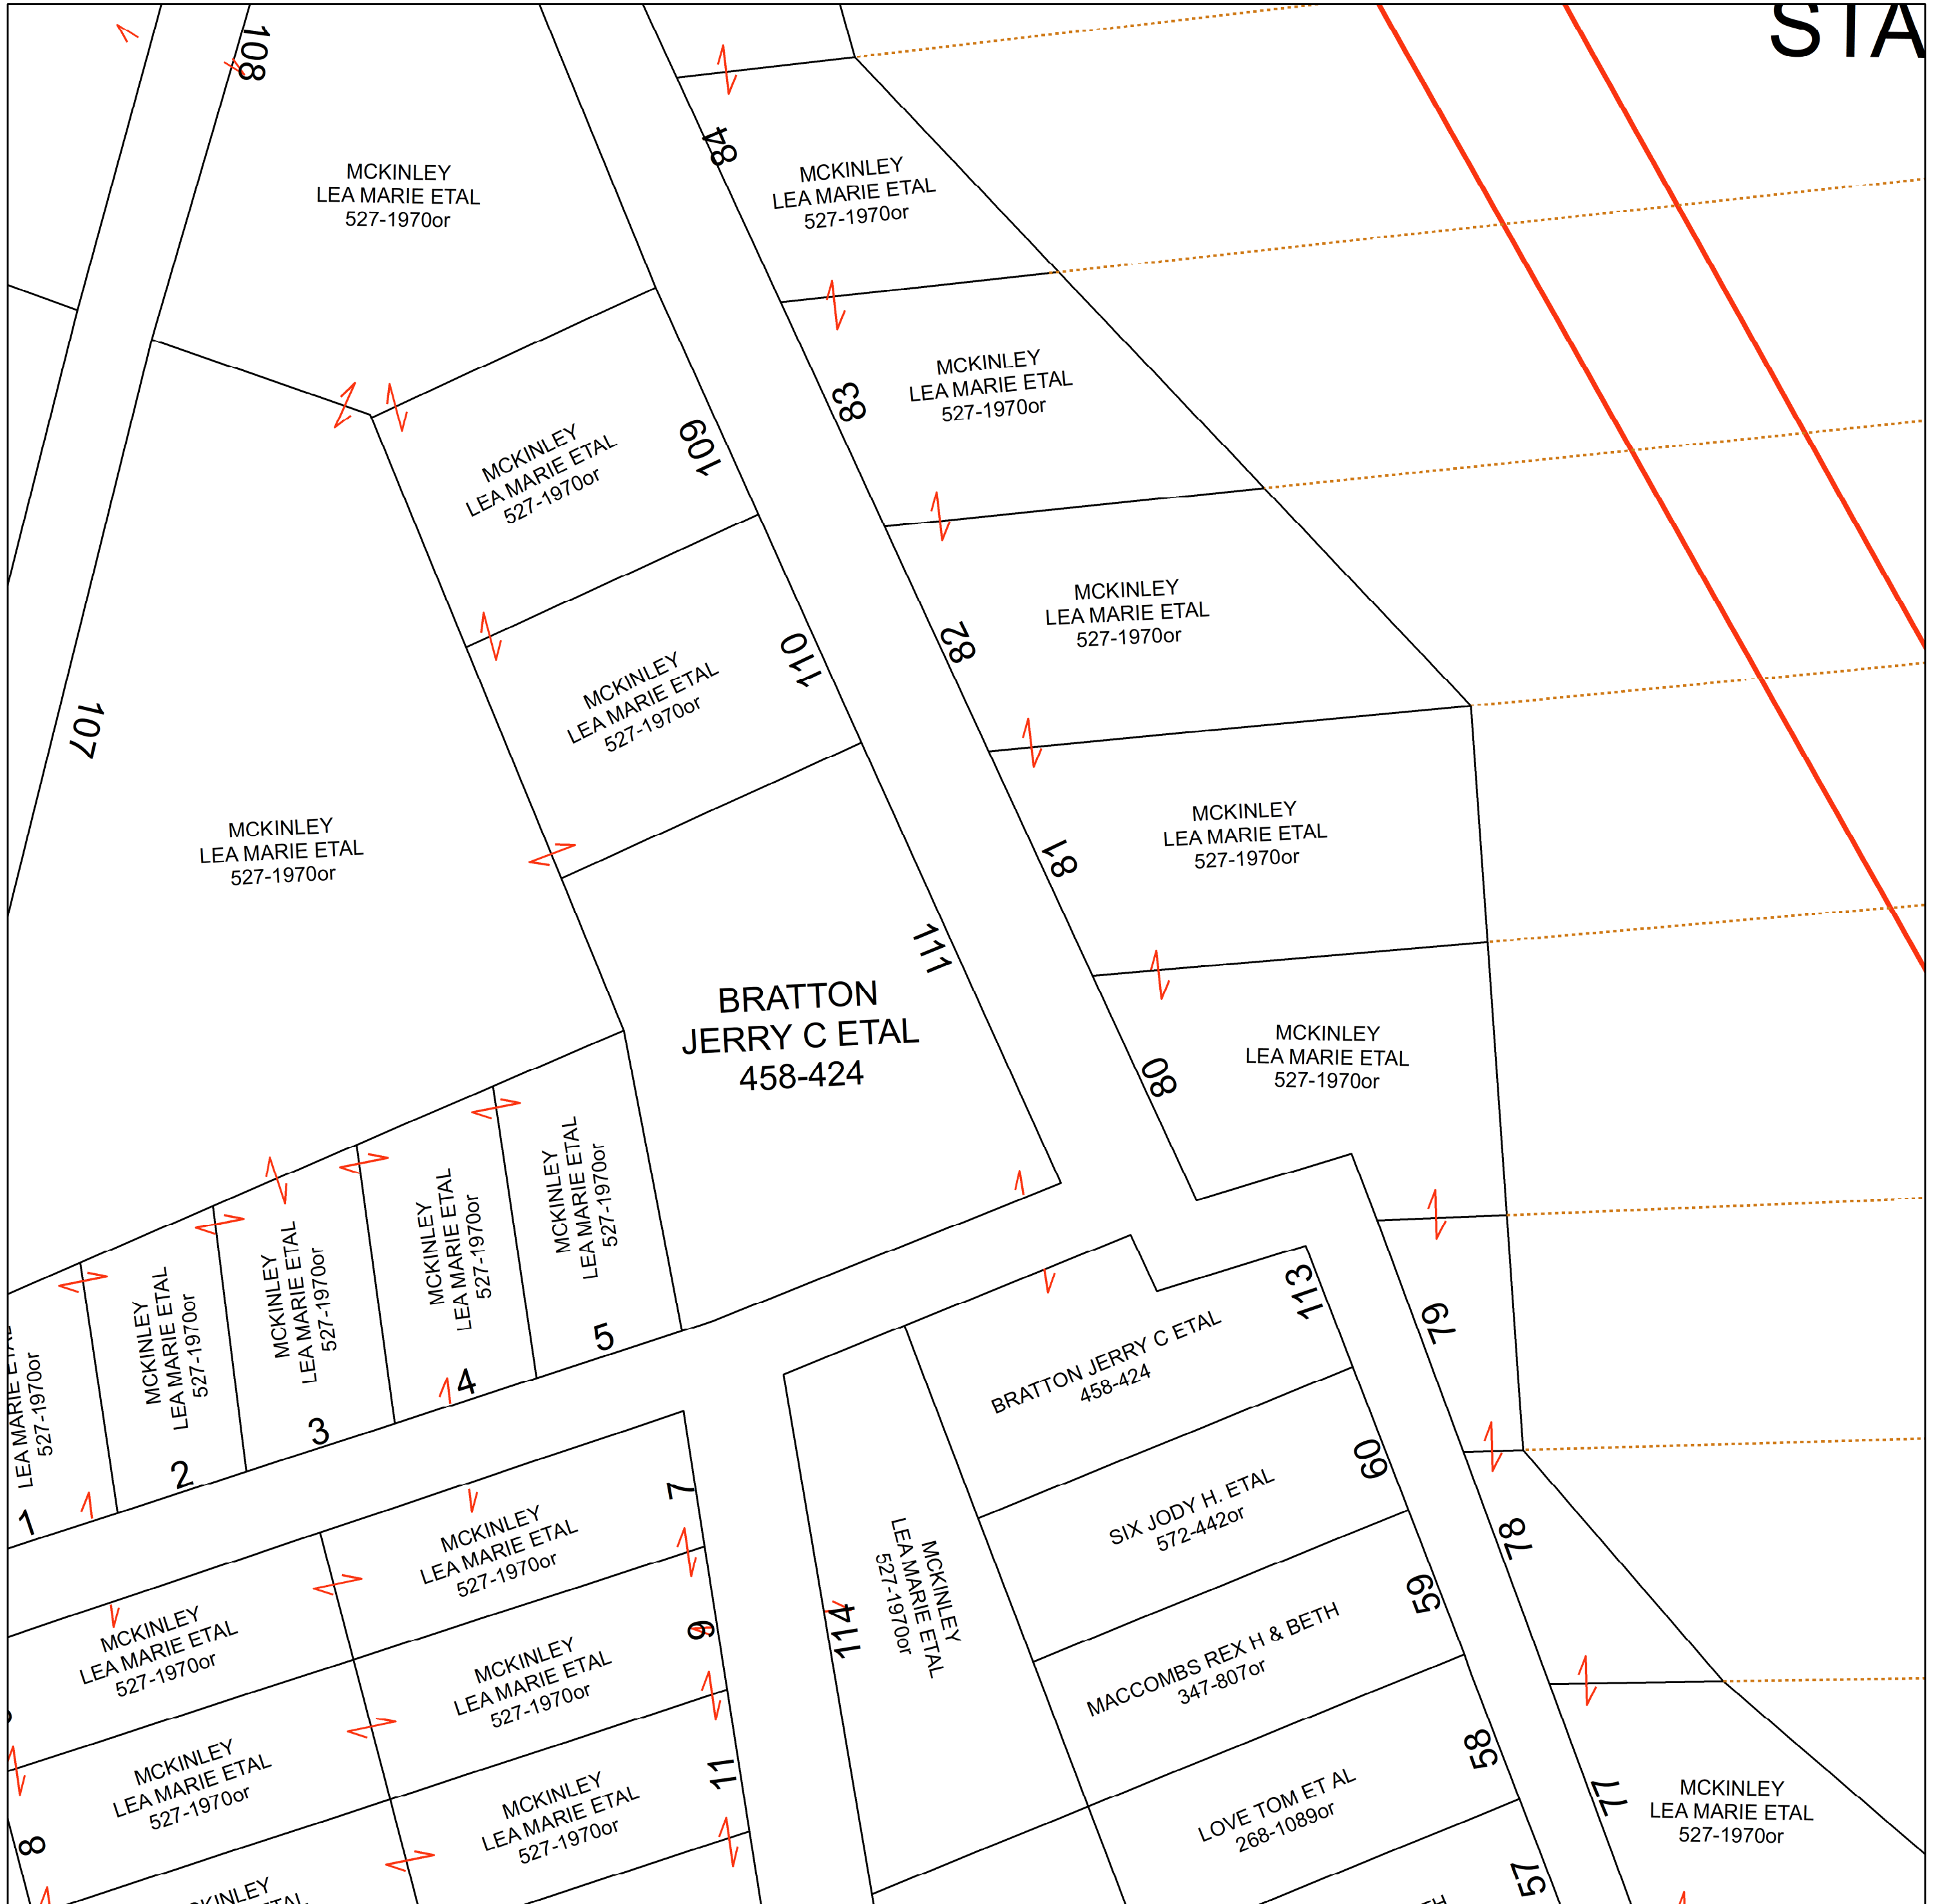 STA
108
MCKINLEY
LEA MARIE ETAL
527-1970or
84
MCKINLEY
LEA MARIE ETAL
527-1970or
83
MCKINLEY
LEA MARIE ETAL
527-1970or
109
MCKINLEY
LEA MARIE ETAL
527-1970or
82
MCKINLEY
LEA MARIE ETAL
527-1970or
110
MCKINLEY
LEA MARIE ETAL
527-1970or
107
MCKINLEY
LEA MARIE ETAL
527-1970or
81
MCKINLEY
LEA MARIE ETAL
527-1970or
111
BRATTON
JERRY C ETAL
458-424
80
MCKINLEY
LEA MARIE ETAL
527-1970or
LEA MARIE ETAL
527-1970or
1
MCKINLEY
LEA MARIE ETAL
527-1970or
2
MCKINLEY
LEA MARIE ETAL
527-1970or
3
MCKINLEY
LEA MARIE ETAL
527-1970or
4
MCKINLEY
LEA MARIE ETAL
527-1970or
5
113
BRATTON JERRY C ETAL
458-424
79
60
SIX JODY H. ETAL
572-442or
78
7
MCKINLEY
LEA MARIE ETAL
527-1970or
MCKINLEY
LEA MARIE ETAL
527-1970or
9
MCKINLEY
LEA MARIE ETAL
527-1970or
114
MCKINLEY
LEA MARIE ETAL
527-1970or
59
MACCOMBS REX H & BETH
347-807or
MCKINLEY
LEA MARIE ETAL
527-1970or
8
11
MCKINLEY
LEA MARIE ETAL
527-1970or
58
LOVE TOM ET AL
268-1089or
77
MCKINLEY
LEA MARIE ETAL
527-1970or
57